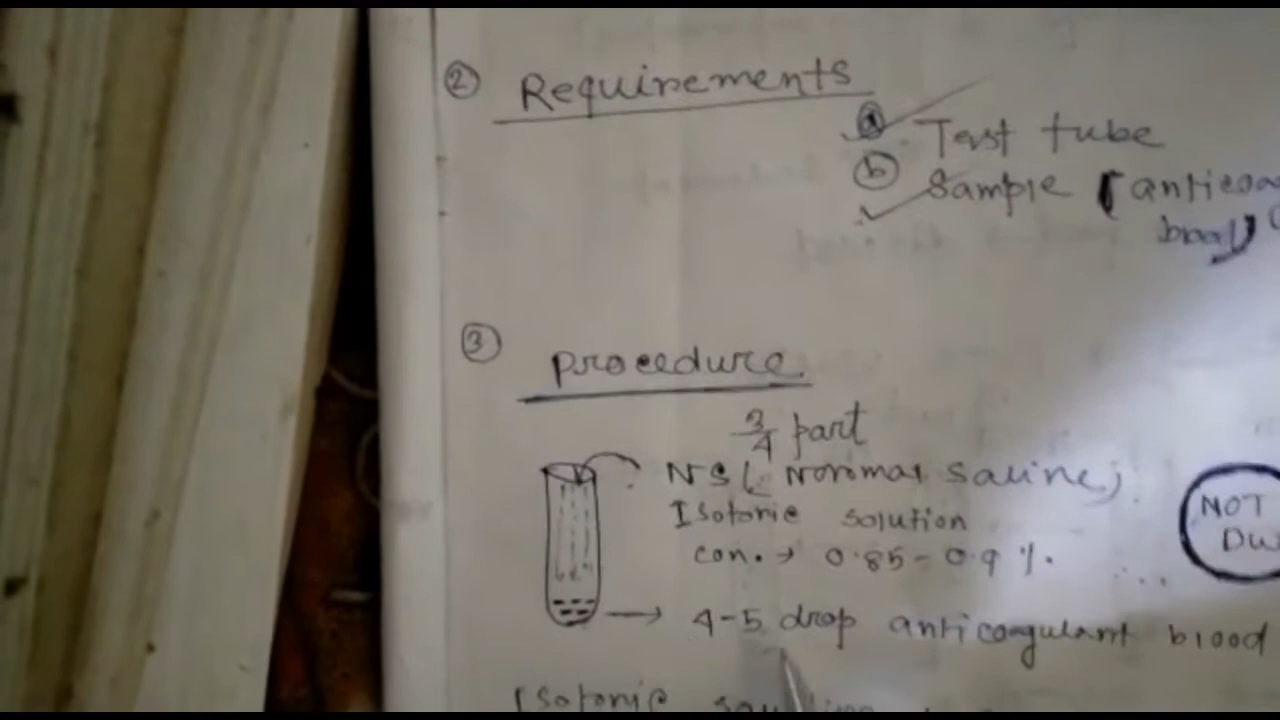 ② Requirements
ⓐ Test tube
ⓑ Sample (anticoa
③ Procedure
3/4 part
NS ( Normal Saline )
Isotonic solution
con. → 0.85 - 0.9 %.
NOT
DW
→ 4-5 drop anticoagulant blood
Isotonic